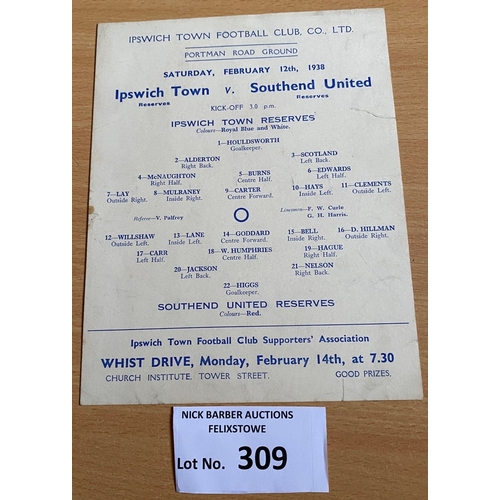 IPSWICH TOWN FOOTBALL CLUB, CO., LTD.
PORTMAN ROAD GROUND
SATURDAY, FEBRUARY 12th, 1938
Ipswich Town v. Southend United
Reserves Reserves
KICK-OFF 3.0 p.m.
IPSWICH TOWN RESERVES
Colours—Royal Blue and White.
1—HOULDSWORTH
Goalkeeper.
2—ALDERTON 3—SCOTLAND
Right Back. Left Back.
4—McNAUGHTON 5—BURNS 6—EDWARDS
Right Half. Centre Half. Left Half.
7—LAY 8—MULRANEY 9—CARTER 10—HAYS 11—CLEMENTS
Outside Right. Inside Right. Centre Forward. Inside Left. Outside Left.
Referee—V. Palfrey Linesmen—F. W. Curle
G. H. Harris.
12—WILLSHAW 13—LANE 14—GODDARD 15—BELL 16—D. HILLMAN
Outside Left. Inside Left. Centre Forward. Inside Right. Outside Right.
17—CARR 18—W. HUMPHRIES 19—HAGUE
Left Half. Centre Half. Right Half.
20—JACKSON 21—NELSON
Left Back. Right Back.
22—HIGGS
Goalkeeper.
SOUTHEND UNITED RESERVES
Colours—Red.
Ipswich Town Football Club Supporters' Association
WHIST DRIVE, Monday, February 14th, at 7.30
CHURCH INSTITUTE, TOWER STREET. GOOD PRIZES.
NICK BARBER AUCTIONS
FELIXSTOWE
Lot No. 309